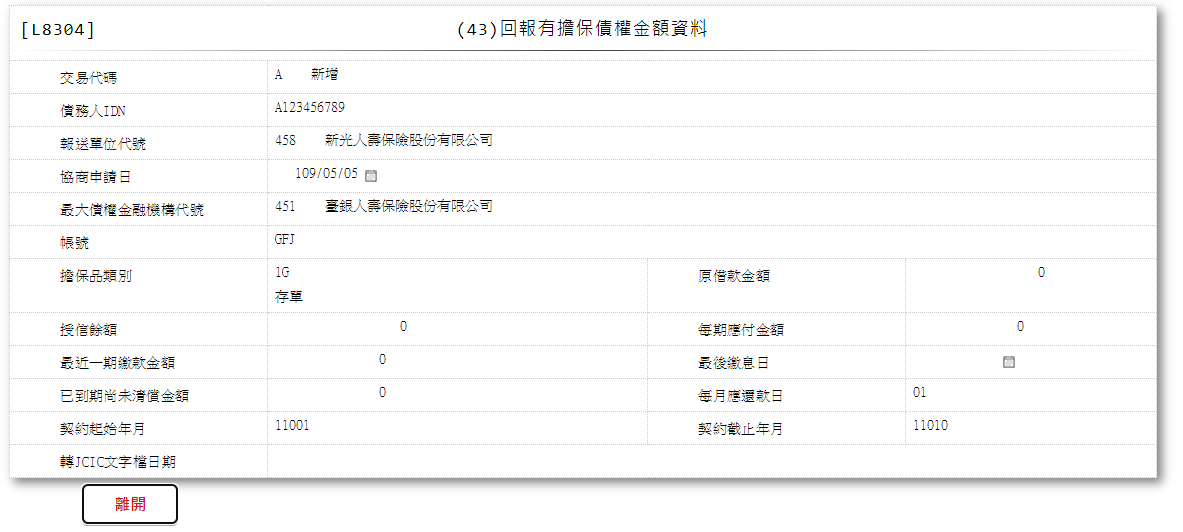 [L8304] (43)回報有擔保債權金額資料
交易代碼 A 新增
債務人IDN A123456789
報送單位代號 458 新光人壽保險股份有限公司
協商申請日 109/05/05
最大債權金融機構代號 451 臺銀人壽保險股份有限公司
帳號 GFJ
擔保品類別 1G 原借款金額 0
存單
授信餘額 0 每期應付金額 0
最近一期繳款金額 0 最後繳息日
已到期尚未清償金額 0 每月應還款日 01
契約起始年月 11001 契約截止年月 11010
轉JCIC文字檔日期
離開